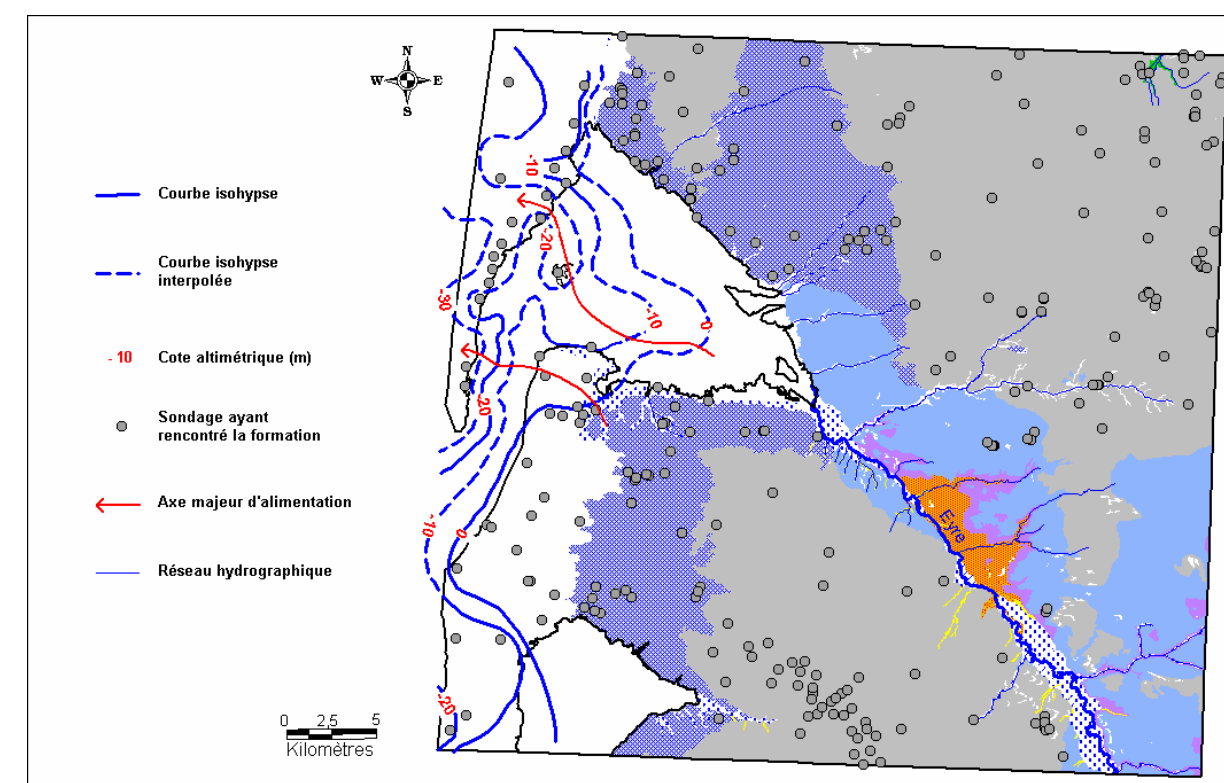 N
W E
S
Courbe isohypse
Courbe isohypse
interpolée
- 10 Cote altimétrique (m)
Sondage ayant
rencontré la formation
Axe majeur d'alimentation
Réseau hydrographique
0 2,5 5
Kilomètres
-10
-20
-30
-10
0
-20
-10
0
-20
Eyre